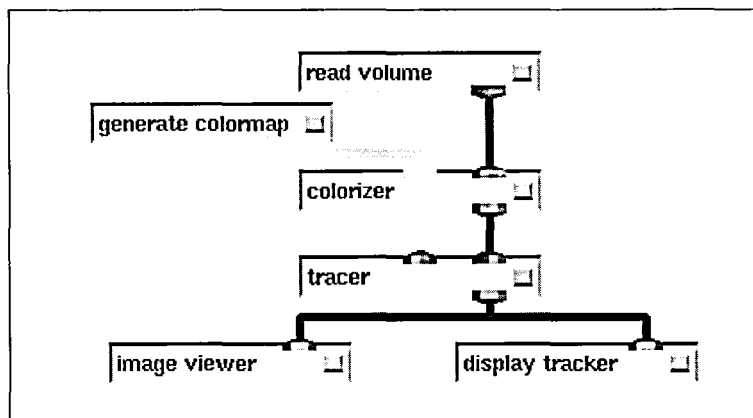 read volume
generate colormap
colorizer
tracer
image viewer
display tracker